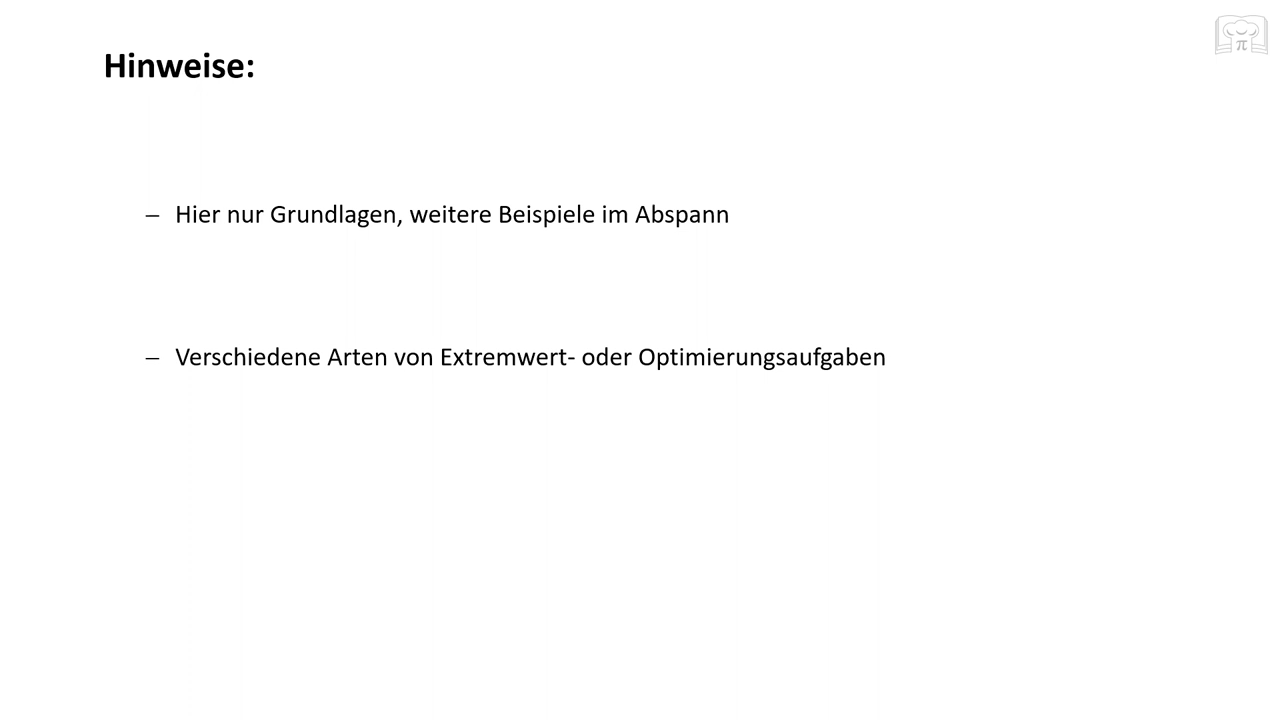 Hinweise:
– Hier nur Grundlagen, weitere Beispiele im Abspann
– Verschiedene Arten von Extremwert- oder Optimierungsaufgaben
π